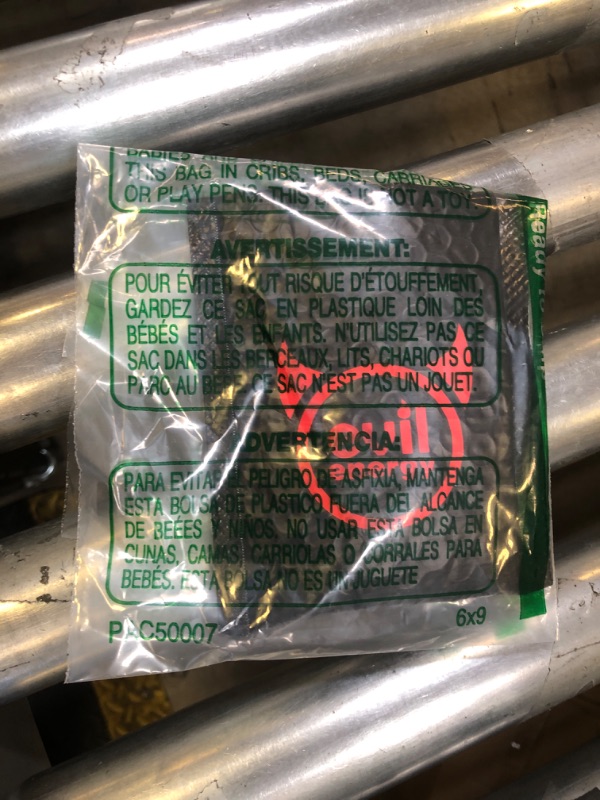 BABIES AND
THIS BAG IN CRIBS, BEDS, CARRIAGES
OR PLAY PENS. THIS BAG IS NOT A TOY.
AVERTISSEMENT:
POUR ÉVITER TOUT RISQUE D'ÉTOUFFEMENT,
GARDEZ CE SAC EN PLASTIQUE LOIN DES
BÉBÉS ET LES ENFANTS. N'UTILISEZ PAS CE
SAC DANS LES BERCEAUX, LITS, CHARIOTS OU
PARC AU BÉBÉ. CE SAC N'EST PAS UN JOUET.
ADVERTENCIA:
PARA EVITAR EL PELIGRO DE ASFIXIA, MANTENGA
ESTA BOLSA DE PLASTICO FUERA DEL ALCANCE
DE BEBÉS Y NIÑOS, NO USAR ESTA BOLSA EN
CUNAS, CAMAS, CARRIOLAS O CORRALES PARA
BEBÉS. ESTA BOLSA NO ES UN JUGUETE
PAC50007
6x9
Ready